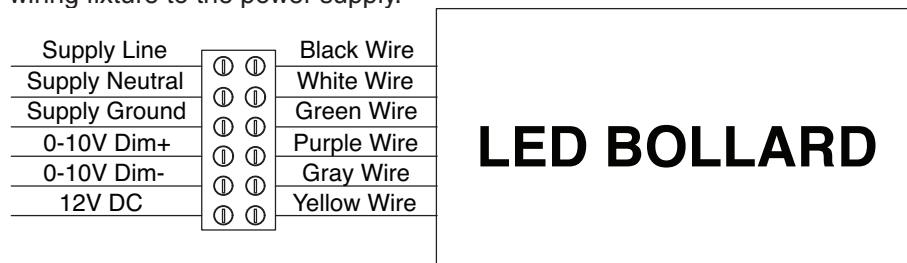 wiring fixture to the power supply.
Supply Line Black Wire
Supply Neutral White Wire
Supply Ground Green Wire
0-10V Dim+ Purple Wire
0-10V Dim- Gray Wire
12V DC Yellow Wire
LED BOLLARD